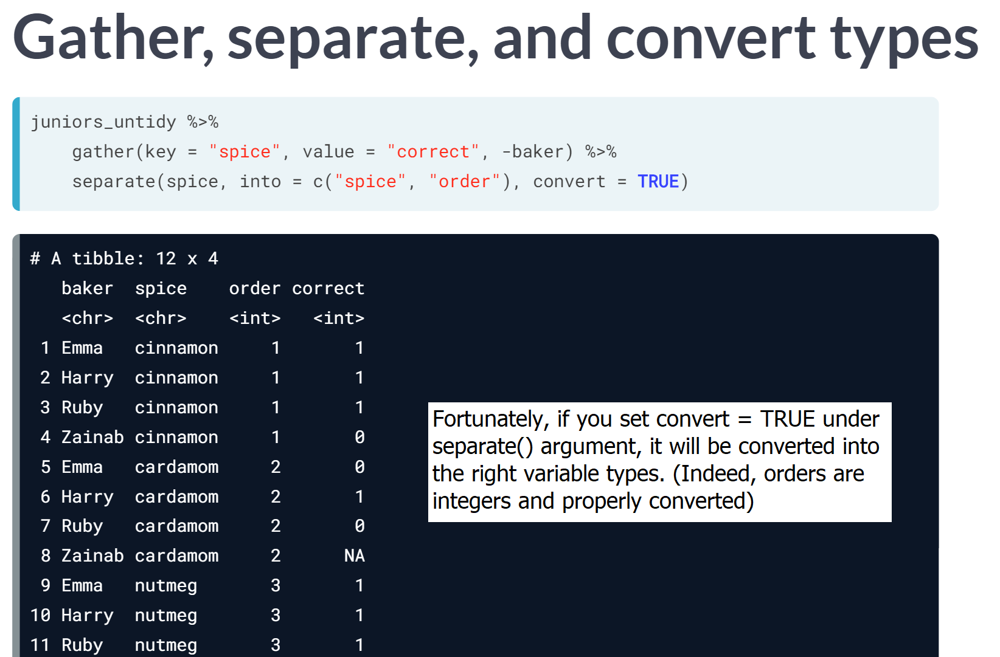 Gather, separate, and convert types
juniors_untidy %>%
    gather(key = "spice", value = "correct", -baker) %>%
    separate(spice, into = c("spice", "order"), convert = TRUE)
# A tibble: 12 x 4
   baker  spice    order correct
   <chr>  <chr>    <int>   <int>
 1 Emma   cinnamon     1       1
 2 Harry  cinnamon     1       1
 3 Ruby   cinnamon     1       1
 4 Zainab cinnamon     1       0
 5 Emma   cardamom     2       0
 6 Harry  cardamom     2       1
 7 Ruby   cardamom     2       0
 8 Zainab cardamom     2      NA
 9 Emma   nutmeg       3       1
10 Harry  nutmeg       3       1
11 Ruby   nutmeg       3       1
Fortunately, if you set convert = TRUE under
separate() argument, it will be converted into
the right variable types. (Indeed, orders are
integers and properly converted)